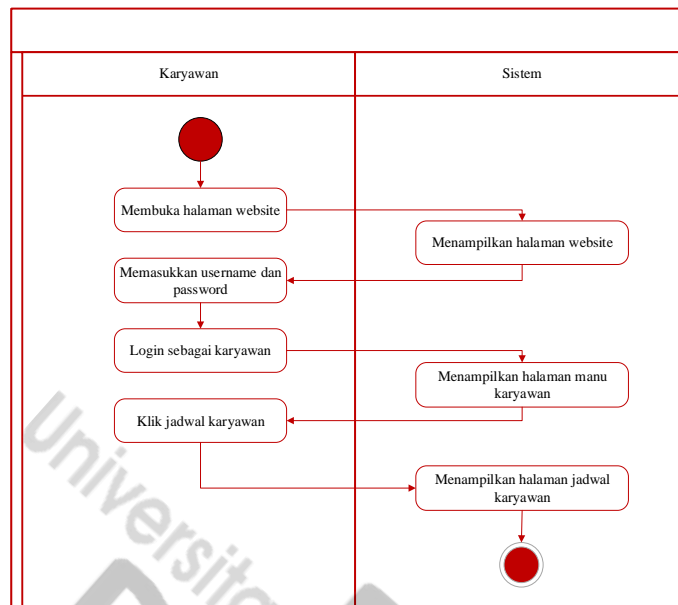 Karyawan
Sistem
Membuka halaman website
Menampilkan halaman website
Memasukkan username dan
password
Login sebagai karyawan
Menampilkan halaman manu
karyawan
Klik jadwal karyawan
Menampilkan halaman jadwal
karyawan
Universita